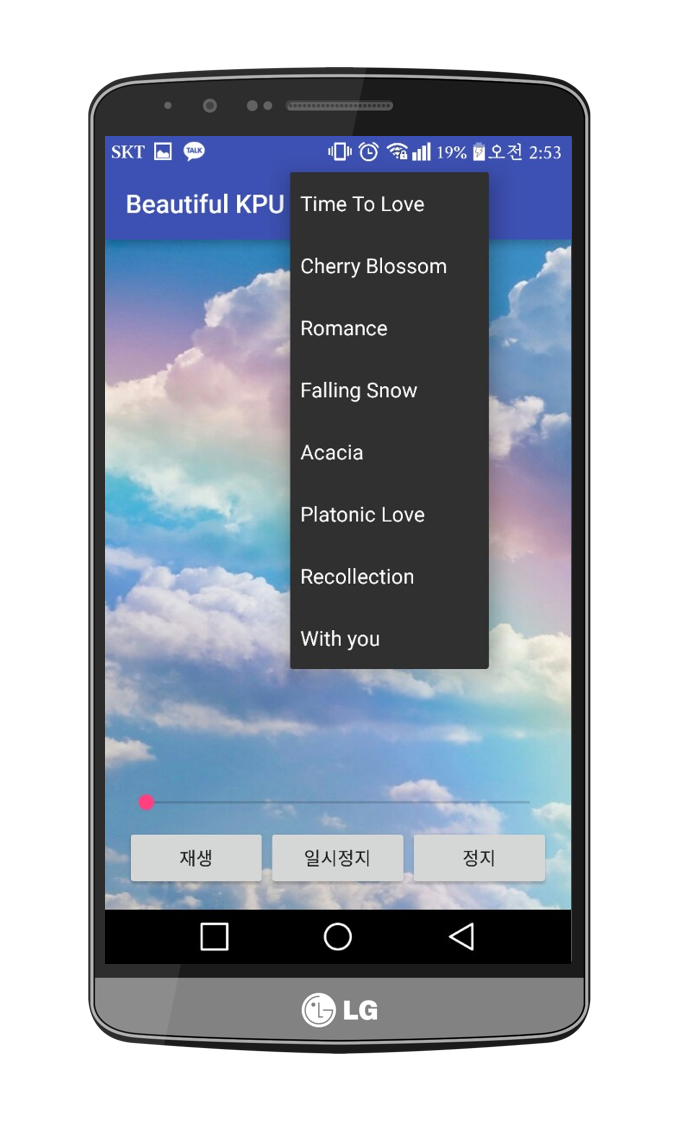 SKT TALK 19% 오전 2:53
Beautiful KPU
Time To Love
Cherry Blossom
Romance
Falling Snow
Acacia
Platonic Love
Recollection
With you
재생 일시정지 정지
LG